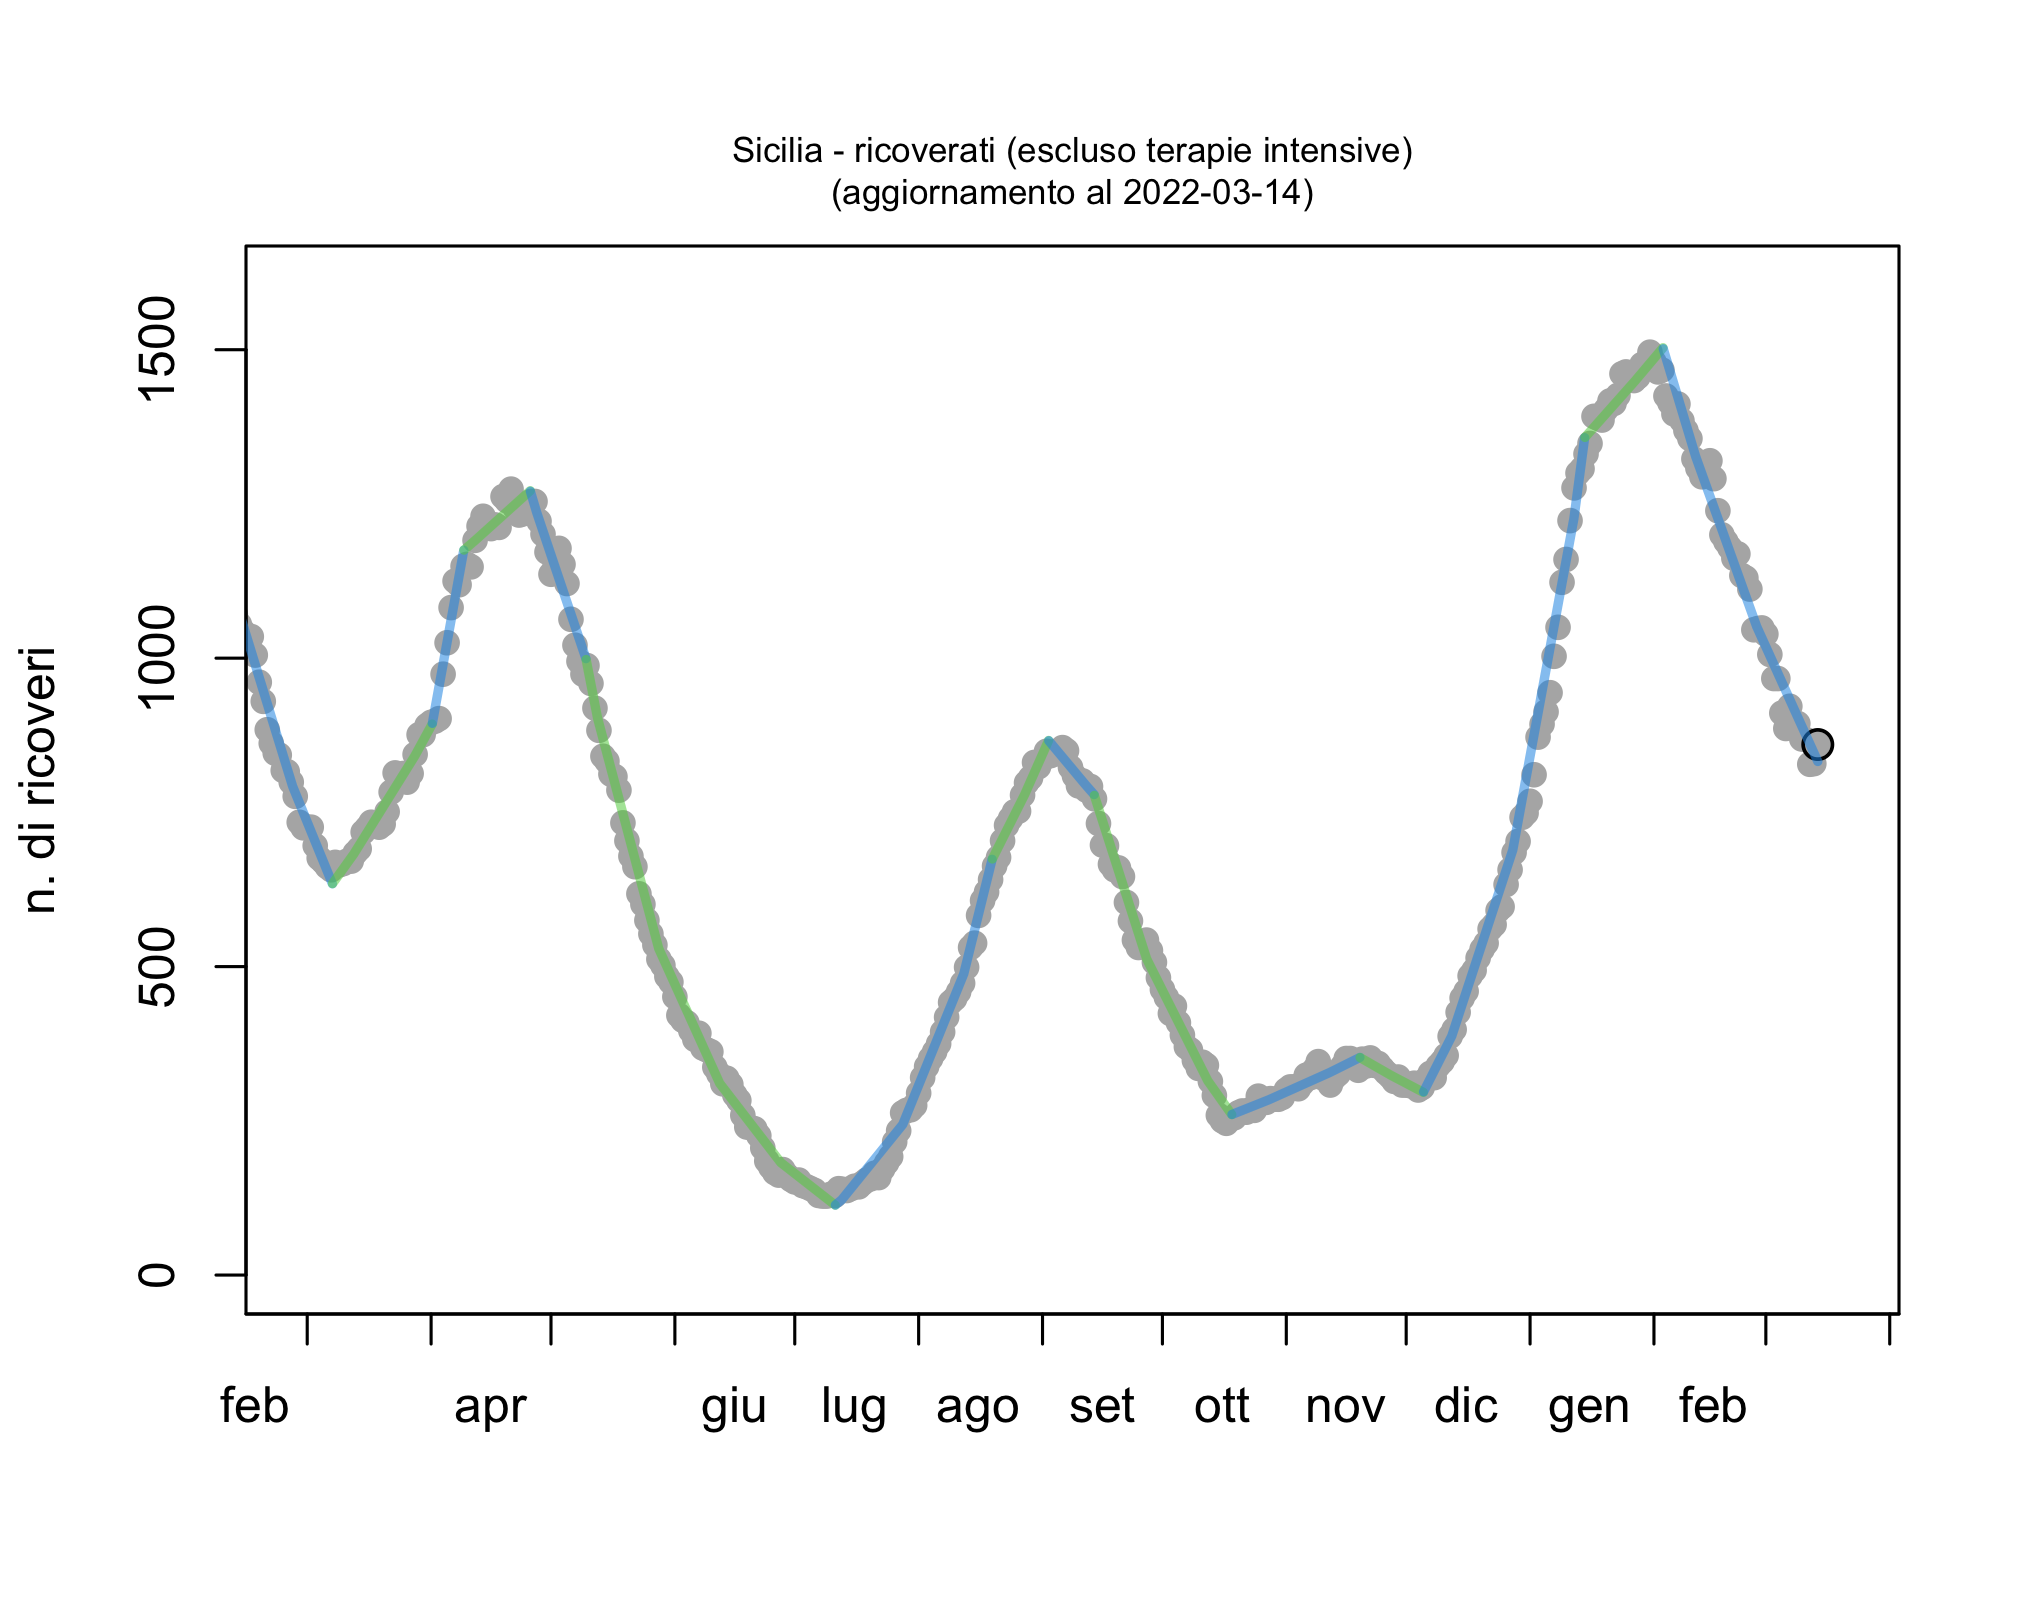 Sicilia - ricoverati (escluso terapie intensive)
(aggiornamento al 2022-03-14)
n. di ricoveri
1500
1000
500
0
feb apr giu lug ago set ott nov dic gen feb